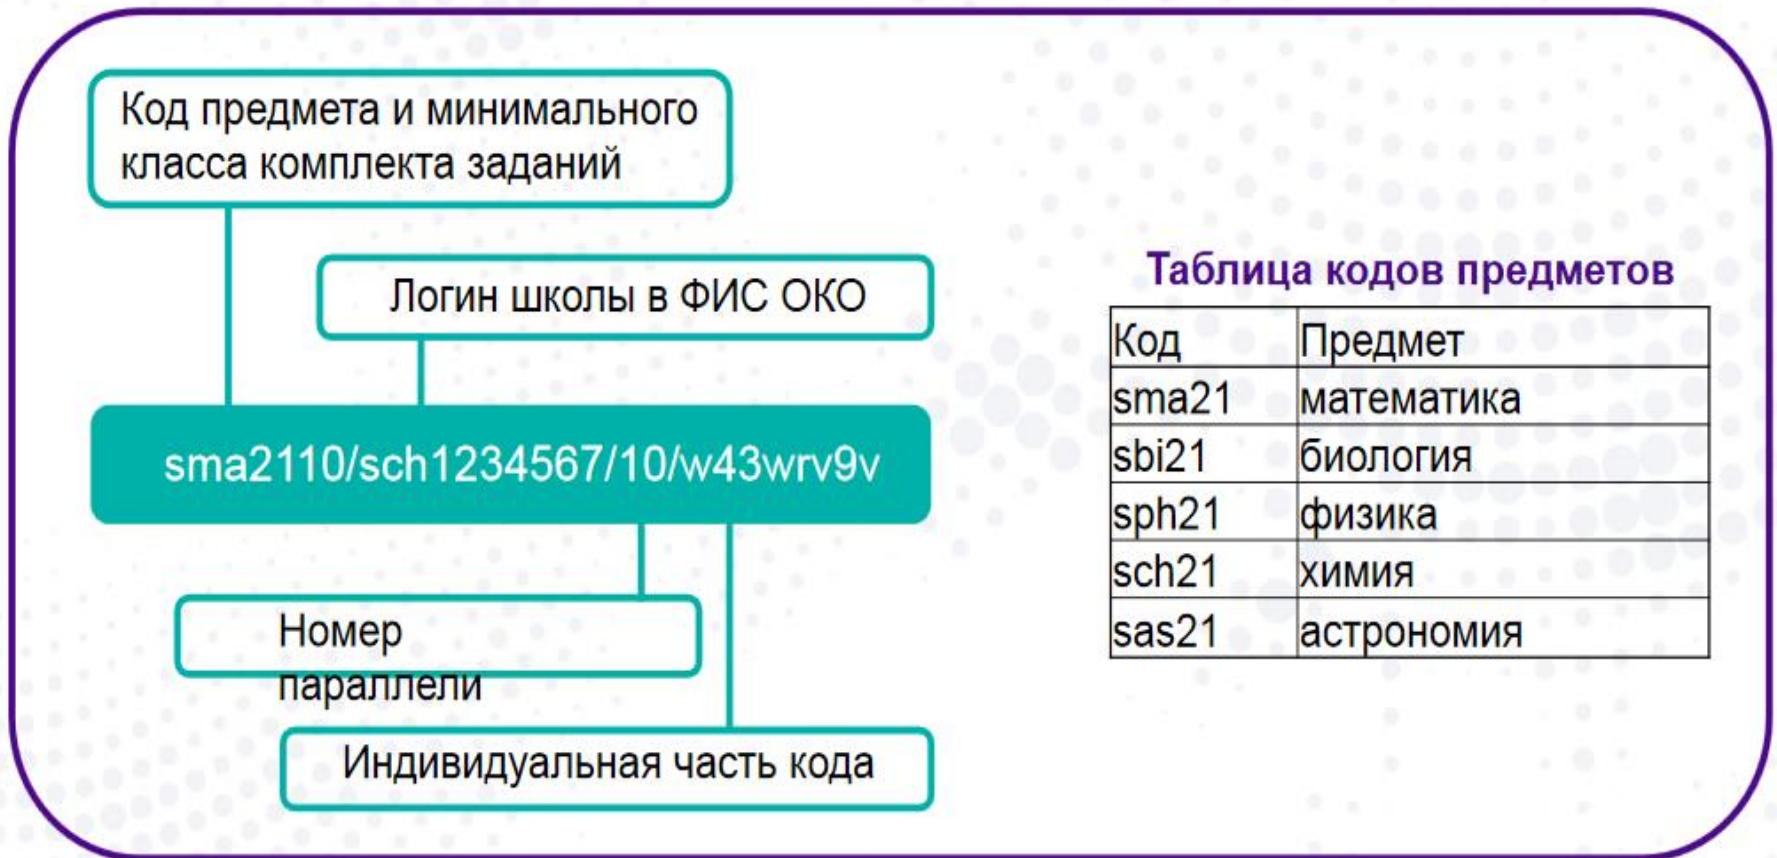 Код предмета и минимального
класса комплекта заданий
Логин школы в ФИС ОКО
sma2110/sch1234567/10/w43wrv9v
Номер
параллели
Индивидуальная часть кода
Таблица кодов предметов
Код Предмет
sma21 математика
sbi21 биология
sph21 физика
sch21 химия
sas21 астрономия